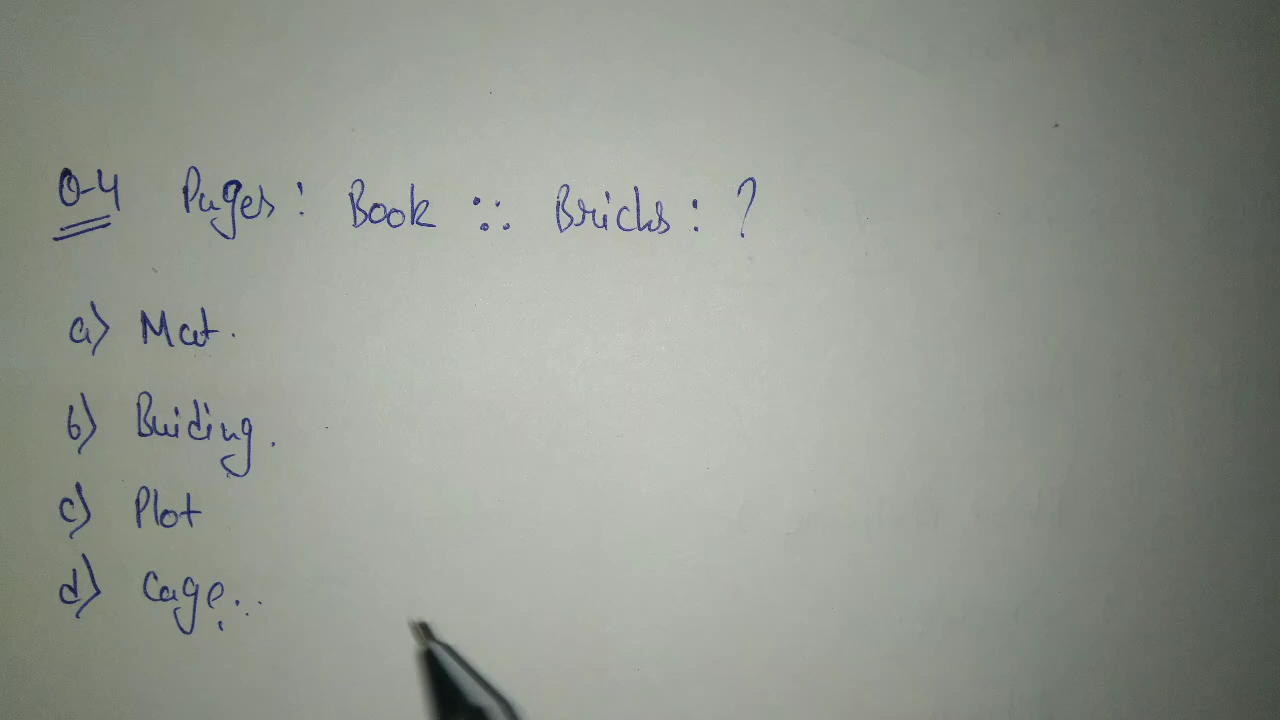 Q-4 Pages : Book :: Bricks : ?
a) Mat.
b) Buiding.
c) Plot
d) Cage..